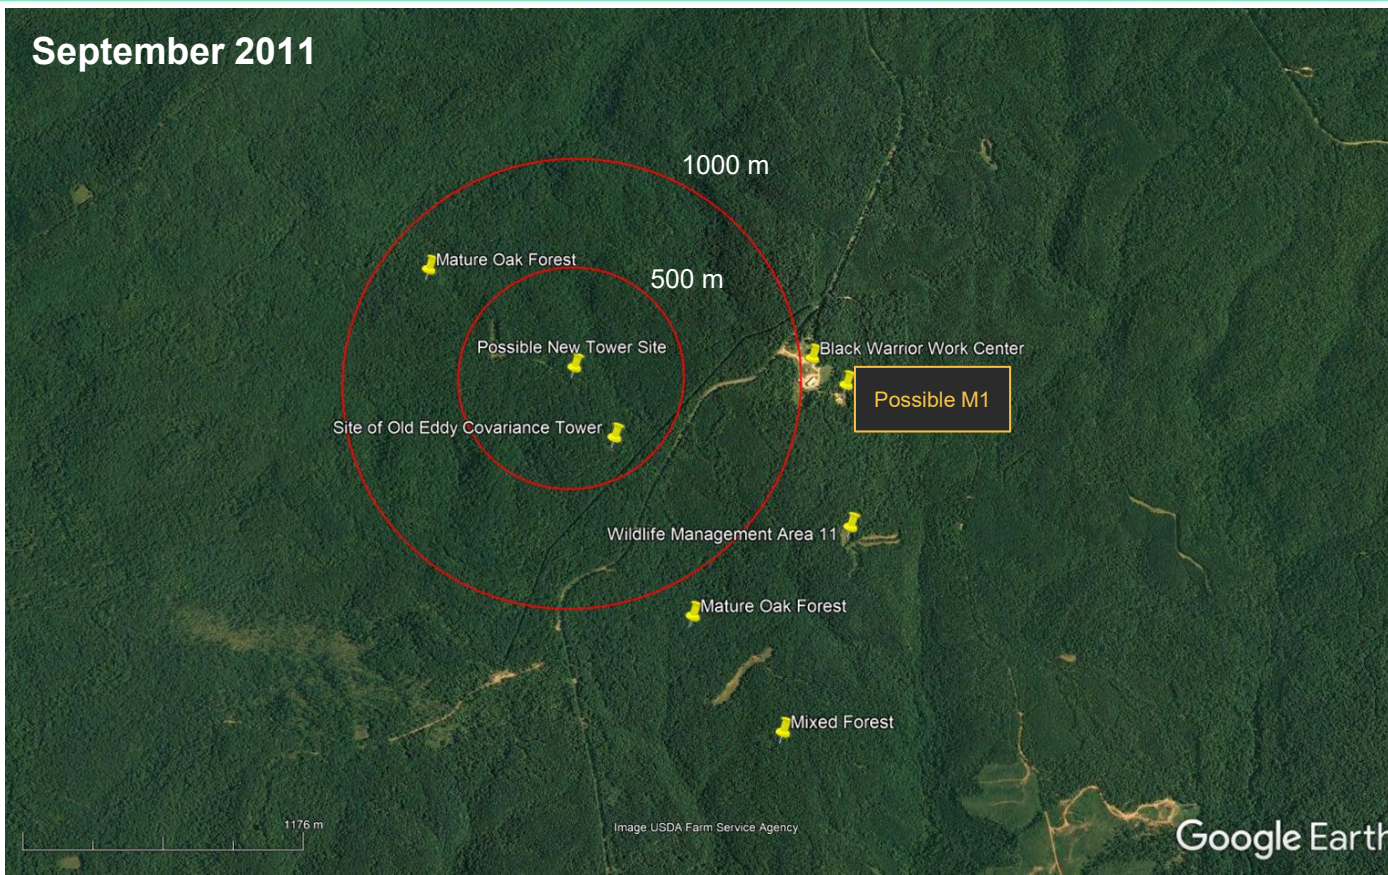 September 2011
1000 m
Mature Oak Forest
500 m
Possible New Tower Site
Black Warrior Work Center
Possible M1
Site of Old Eddy Covariance Tower
Wildlife Management Area 11
Mature Oak Forest
Mixed Forest
1176 m
Image USDA Farm Service Agency
Google Earth